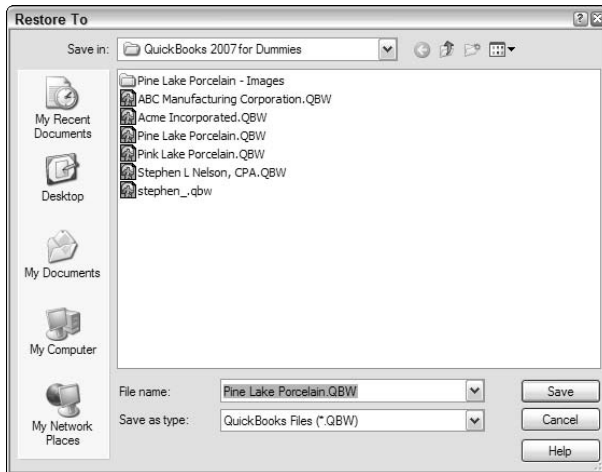 Restore To
Save in:
QuickBooks 2007 for Dummies
My Recent
Documents
Desktop
My Documents
My Computer
My Network
Places
Pine Lake Porcelain - Images
ABC Manufacturing Corporation.QBW
Acme Incorporated.QBW
Pine Lake Porcelain.QBW
Pink Lake Porcelain.QBW
Stephen L Nelson, CPA.QBW
stephen_.qbw
File name:
Pine Lake Porcelain.QBW
Save
Save as type:
QuickBooks Files (*.QBW)
Cancel
Help